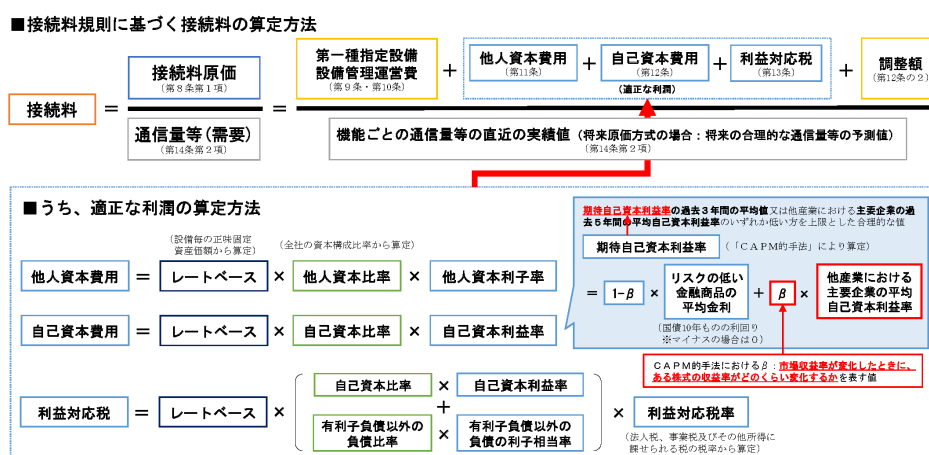 ■接続料規則に基づく接続料の算定方法
接続料
＝
接続料原価
（第８条第１項）
通信量等（需要）
（第14条第２項）
＝
第一種指定設備
設備管理運営費
（第９条・第10条）
＋
他人資本費用
（第11条）
＋
自己資本費用
（第12条）
（適正な利潤）
＋
利益対応税
（第13条）
＋
調整額
（第12条の２）
機能ごとの通信量等の直近の実績値（将来原価方式の場合：将来の合理的な通信量等の予測値）
（第14条第２項）
■うち、適正な利潤の算定方法
（設備毎の正味固定
資産価額から算定）
（全社の資本構成比率から算定）
他人資本費用 ＝ レートベース × 他人資本比率 × 他人資本利子率
自己資本費用 ＝ レートベース × 自己資本比率 × 自己資本利益率
利益対応税 ＝ レートベース ×
自己資本比率 × 自己資本利益率
＋
有利子負債以外の
負債比率
×
有利子負債以外の
負債の利子相当率
× 利益対応税率
（法人税、事業税及びその他所得に
課せられる税の税率から算定）
期待自己資本利益率の過去３年間の平均値又は他産業における主要企業の過
去５年間の平均自己資本利益率のいずれか低い方を上限とした合理的な値
期待自己資本利益率 （「ＣＡＰＭ的手法」により算定）
＝ 1-β ×
リスクの低い
金融商品の
平均金利
＋ β ×
他産業における
主要企業の平均
自己資本利益率
（国債10年ものの利回り
※マイナスの場合は０）
ＣＡＰＭ的手法におけるβ：市場収益率が変化したときに、
ある株式の収益率がどのくらい変化するかを表す値